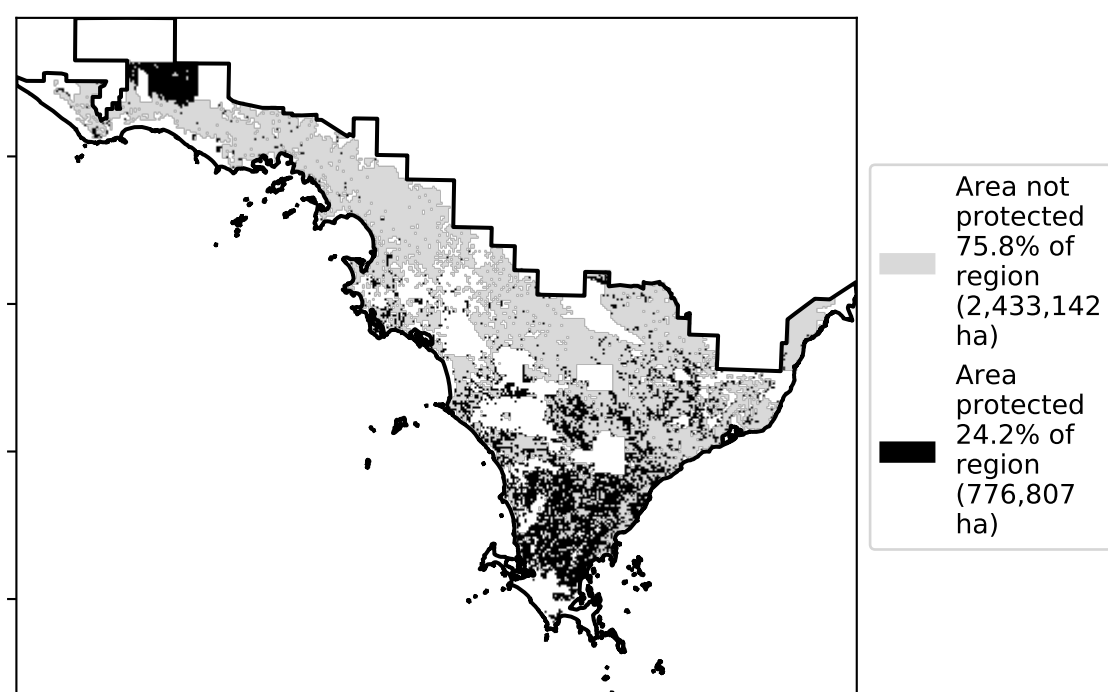 Area not
protected
75.8% of
region
(2,433,142
ha)
Area
protected
24.2% of
region
(776,807
ha)